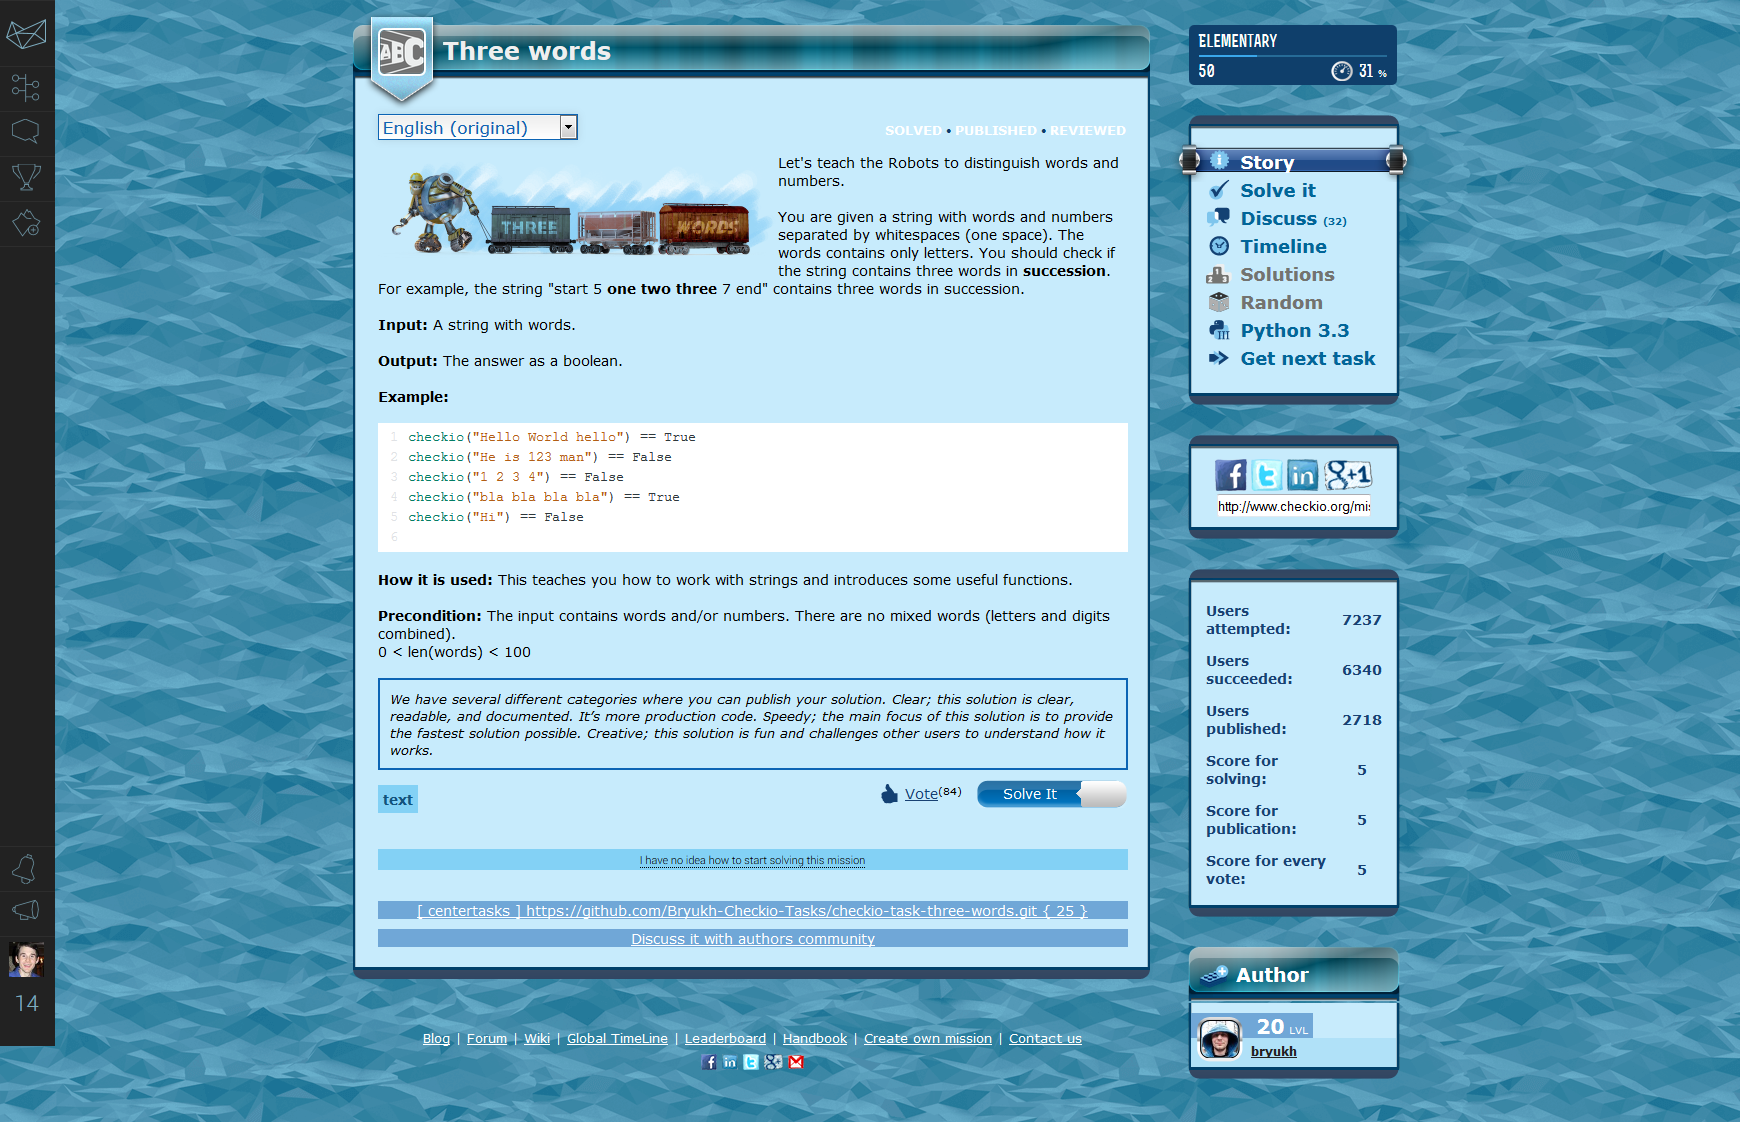 ABC
Three words
English (original)
SOLVED • PUBLISHED • REVIEWED
THREE
WORDS
Let's teach the Robots to distinguish words and
numbers.
You are given a string with words and numbers
separated by whitespaces (one space). The
words contains only letters. You should check if
the string contains three words in succession.
For example, the string "start 5 one two three 7 end" contains three words in succession.
Input: A string with words.
Output: The answer as a boolean.
Example:
1 checkio("Hello World hello") == True
2 checkio("He is 123 man") == False
3 checkio("1 2 3 4") == False
4 checkio("bla bla bla bla") == True
5 checkio("Hi") == False
6
How it is used: This teaches you how to work with strings and introduces some useful functions.
Precondition: The input contains words and/or numbers. There are no mixed words (letters and digits
combined).
0 < len(words) < 100
We have several different categories where you can publish your solution. Clear; this solution is clear,
readable, and documented. It's more production code. Speedy; the main focus of this solution is to provide
the fastest solution possible. Creative; this solution is fun and challenges other users to understand how it
works.
text
Vote(84)
Solve It
I have no idea how to start solving this mission
[ centertasks ] https://github.com/Bryukh-Checkio-Tasks/checkio-task-three-words.git { 25 }
Discuss it with authors community
Blog | Forum | Wiki | Global TimeLine | Leaderboard | Handbook | Create own mission | Contact us
14
ELEMENTARY
50
31 %
Story
Solve it
Discuss (32)
Timeline
Solutions
Random
Python 3.3
Get next task
f t in g+1
http://www.checkio.org/mis
Users
attempted: 7237
Users
succeeded: 6340
Users
published: 2718
Score for
solving: 5
Score for
publication: 5
Score for every
vote: 5
Author
20 LVL
bryukh